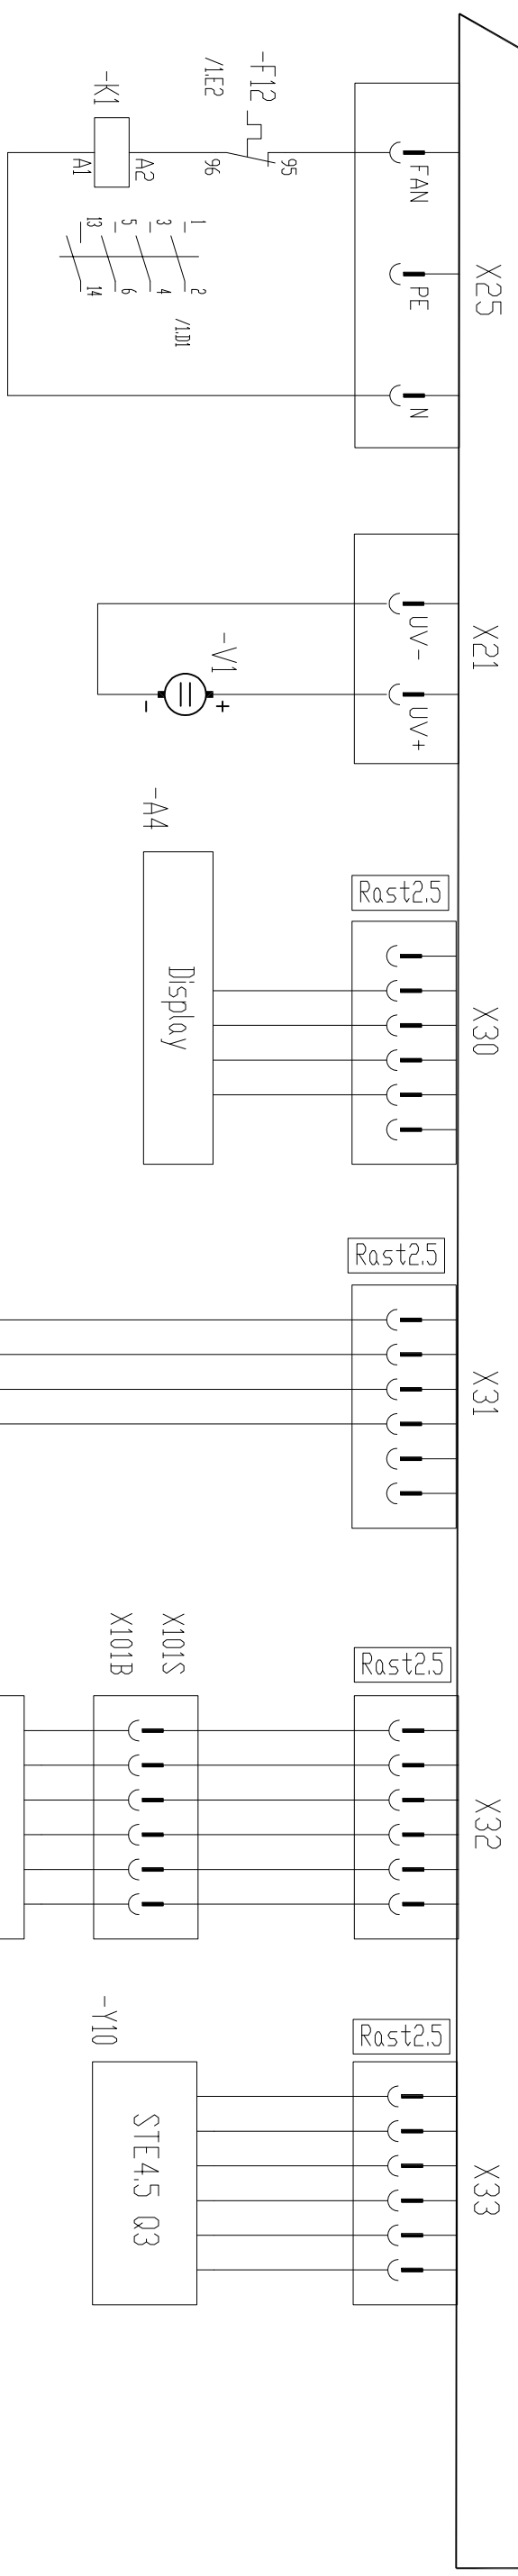 X25
FAN
PE
N
-F12
/1.E2
95
96
-K1
A2
A1
1
2
3
4
5
6
13
14
/1.D1
X21
UV-
UV+
-V1
+
-
X30
Rast2.5
-A4
Display
X31
Rast2.5
X32
Rast2.5
X101S
X101B
X33
Rast2.5
-Y10
STE4.5 Q3